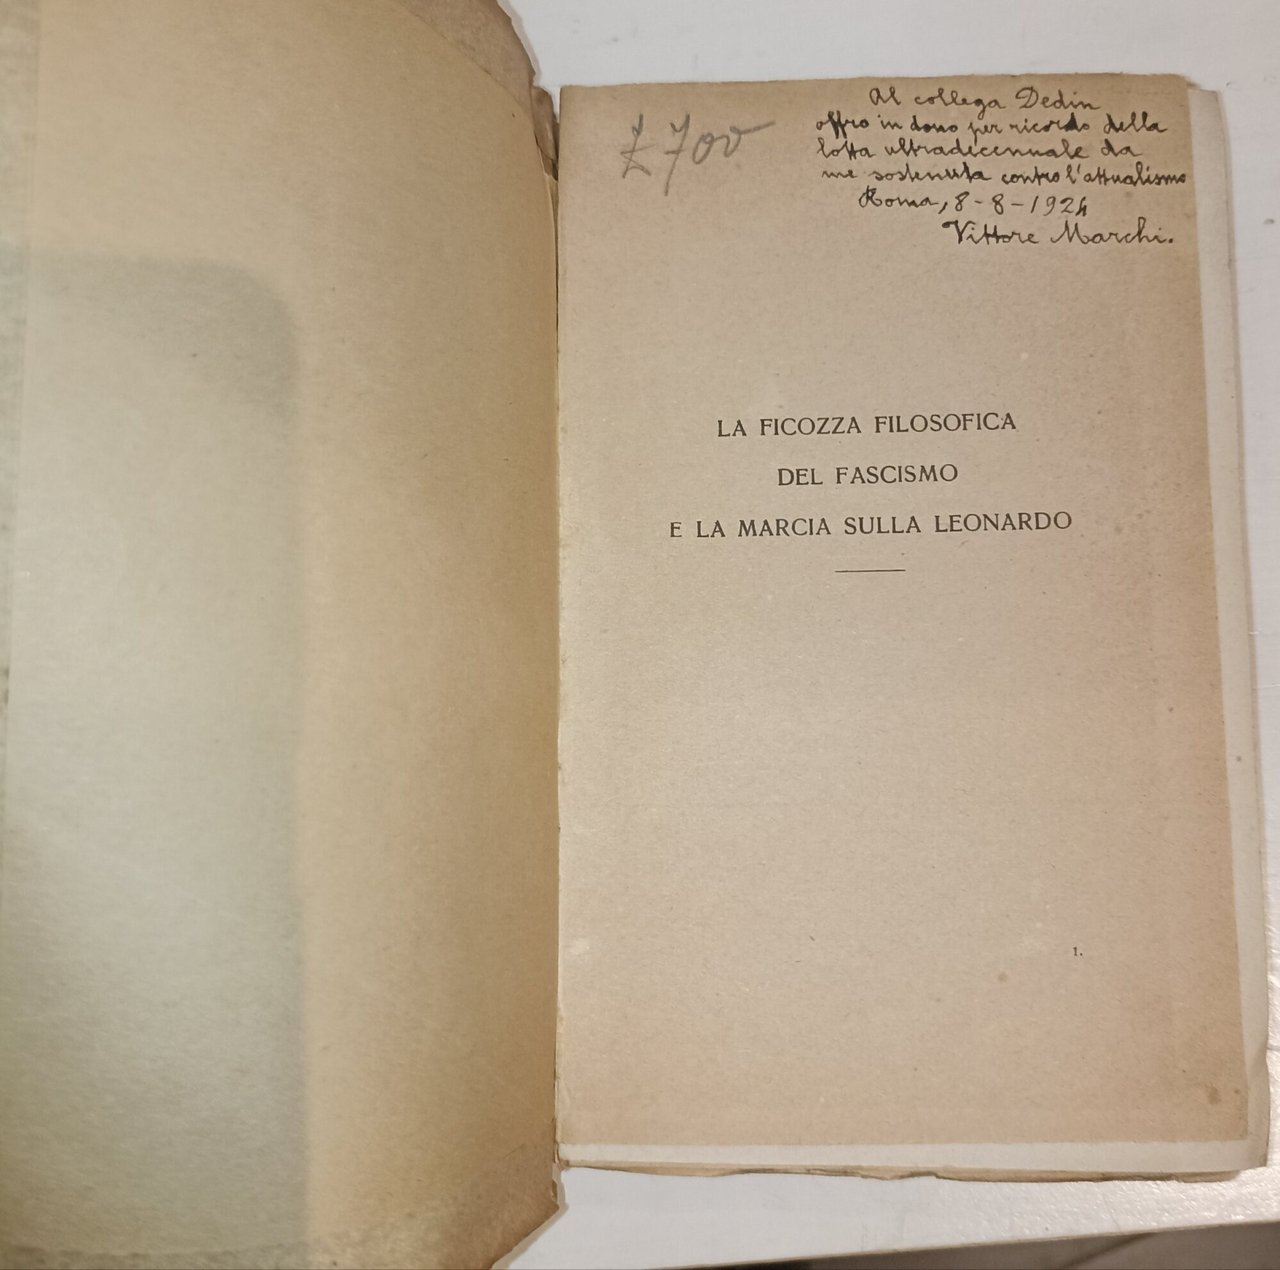 £ 700
Al collega Dedin
offro in dono per ricordo della
lotta ultradecennale da
me sostenuta contro l'attualismo
Roma, 8-8-1924
Vittore Marchi.
LA FICOZZA FILOSOFICA
DEL FASCISMO
E LA MARCIA SULLA LEONARDO
1.